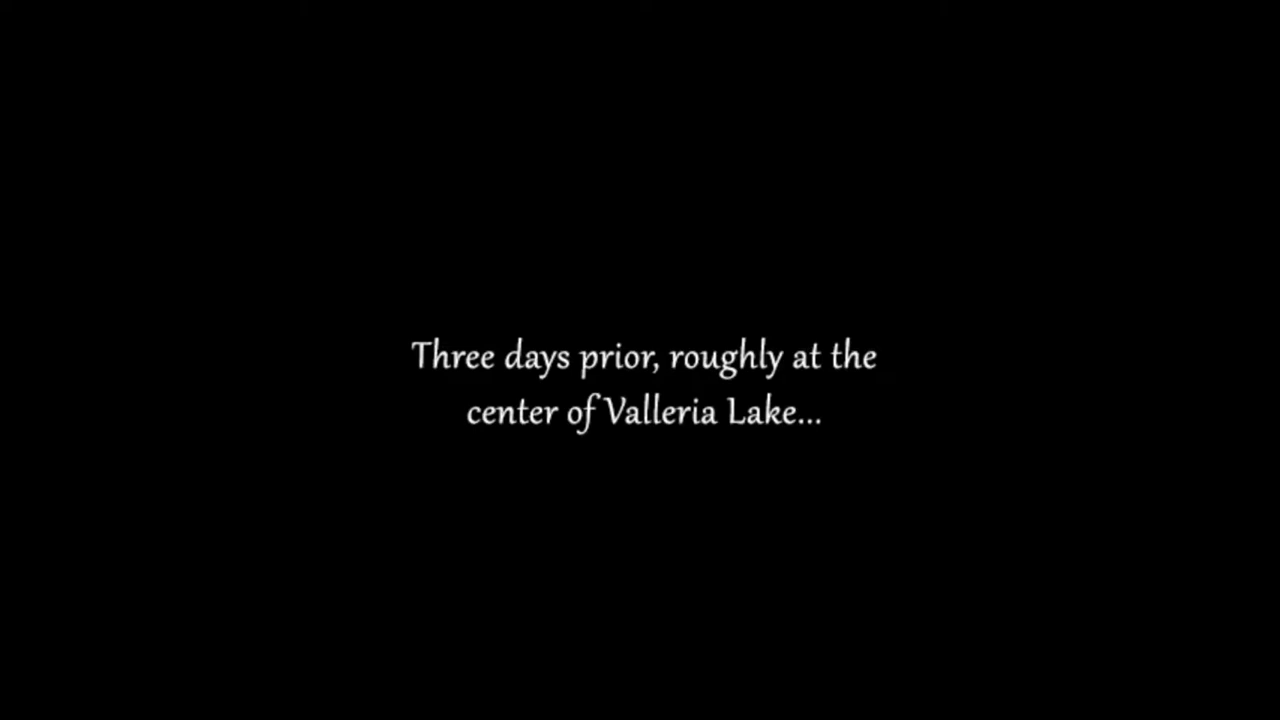 Three days prior, roughly at the
center of Valleria Lake...